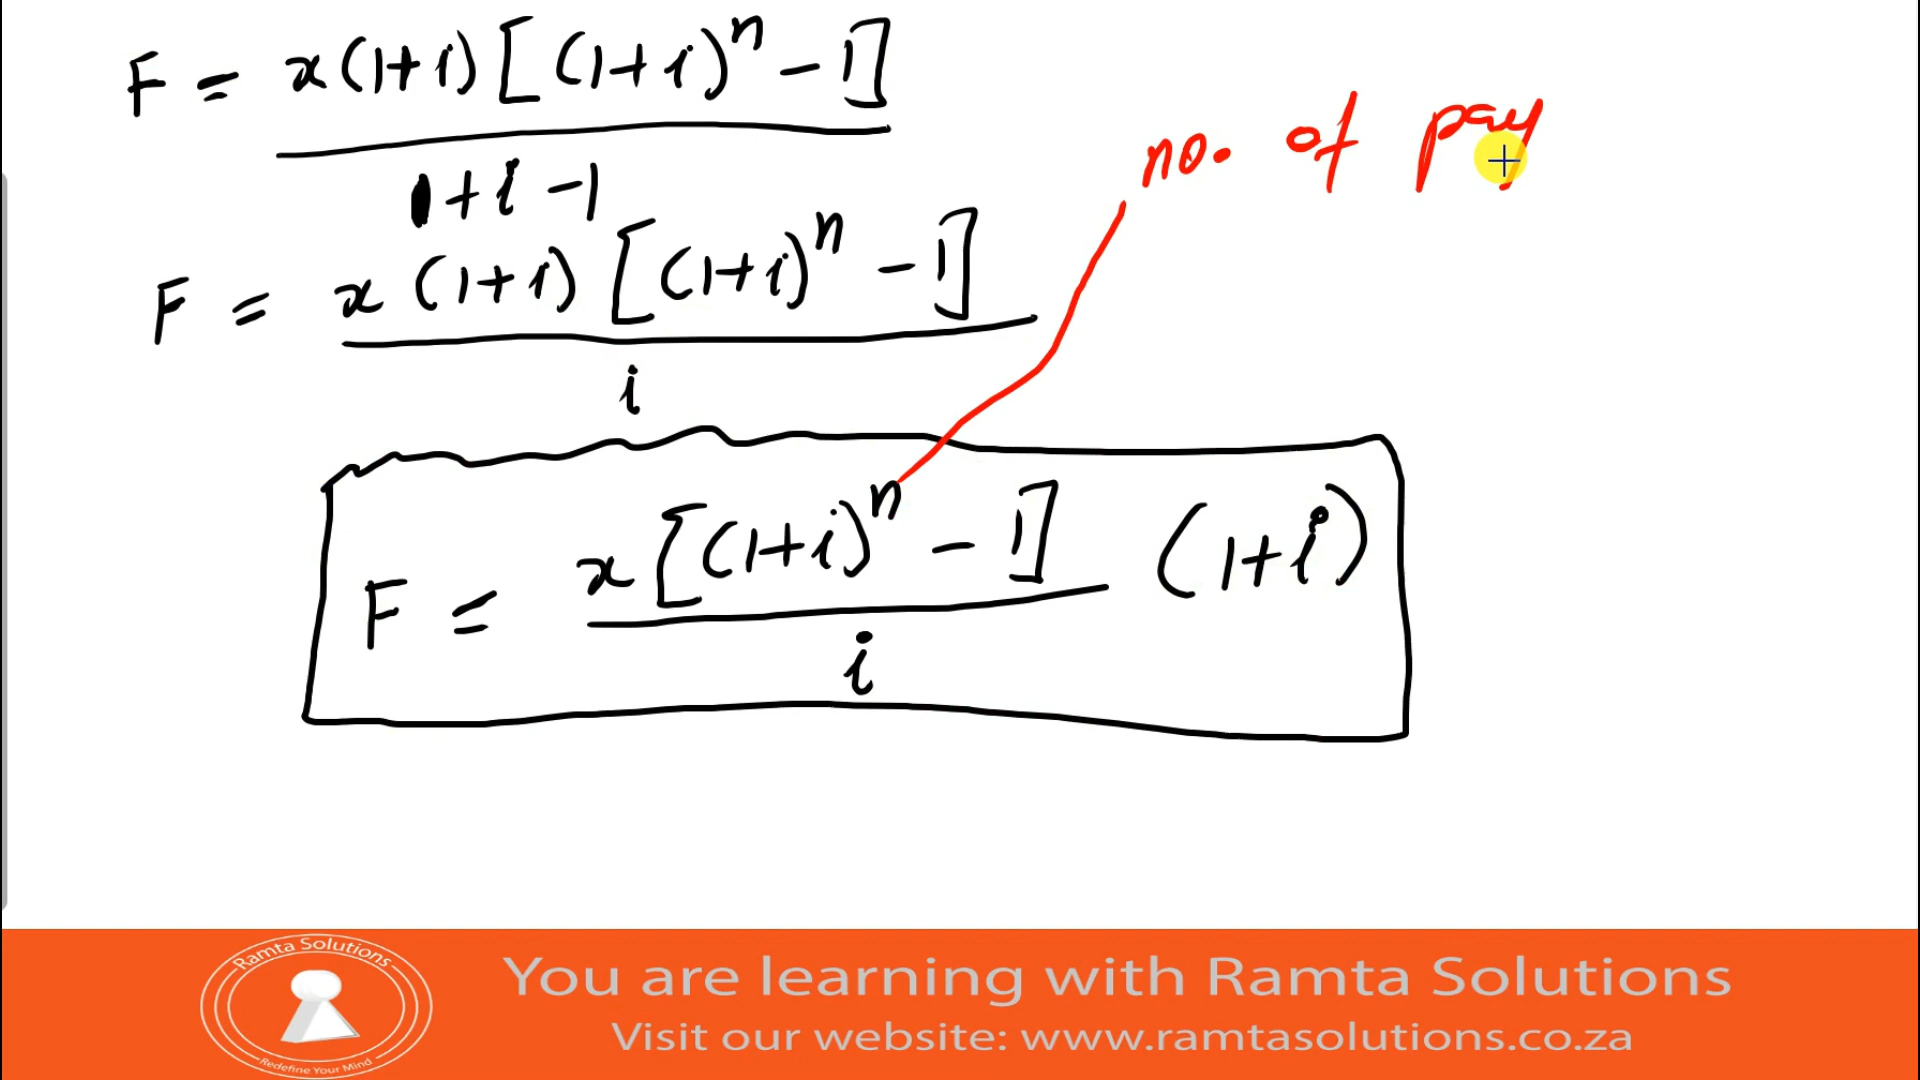 F = x(1+i)[(1+i)^n - 1]
1+i-1
no. of pay
F = x(1+i)[(1+i)^n - 1]
i
F = x[(1+i)^n - 1] (1+i)
i
Ramta Solutions
Redefine Your Mind
You are learning with Ramta Solutions
Visit our website: www.ramtasolutions.co.za